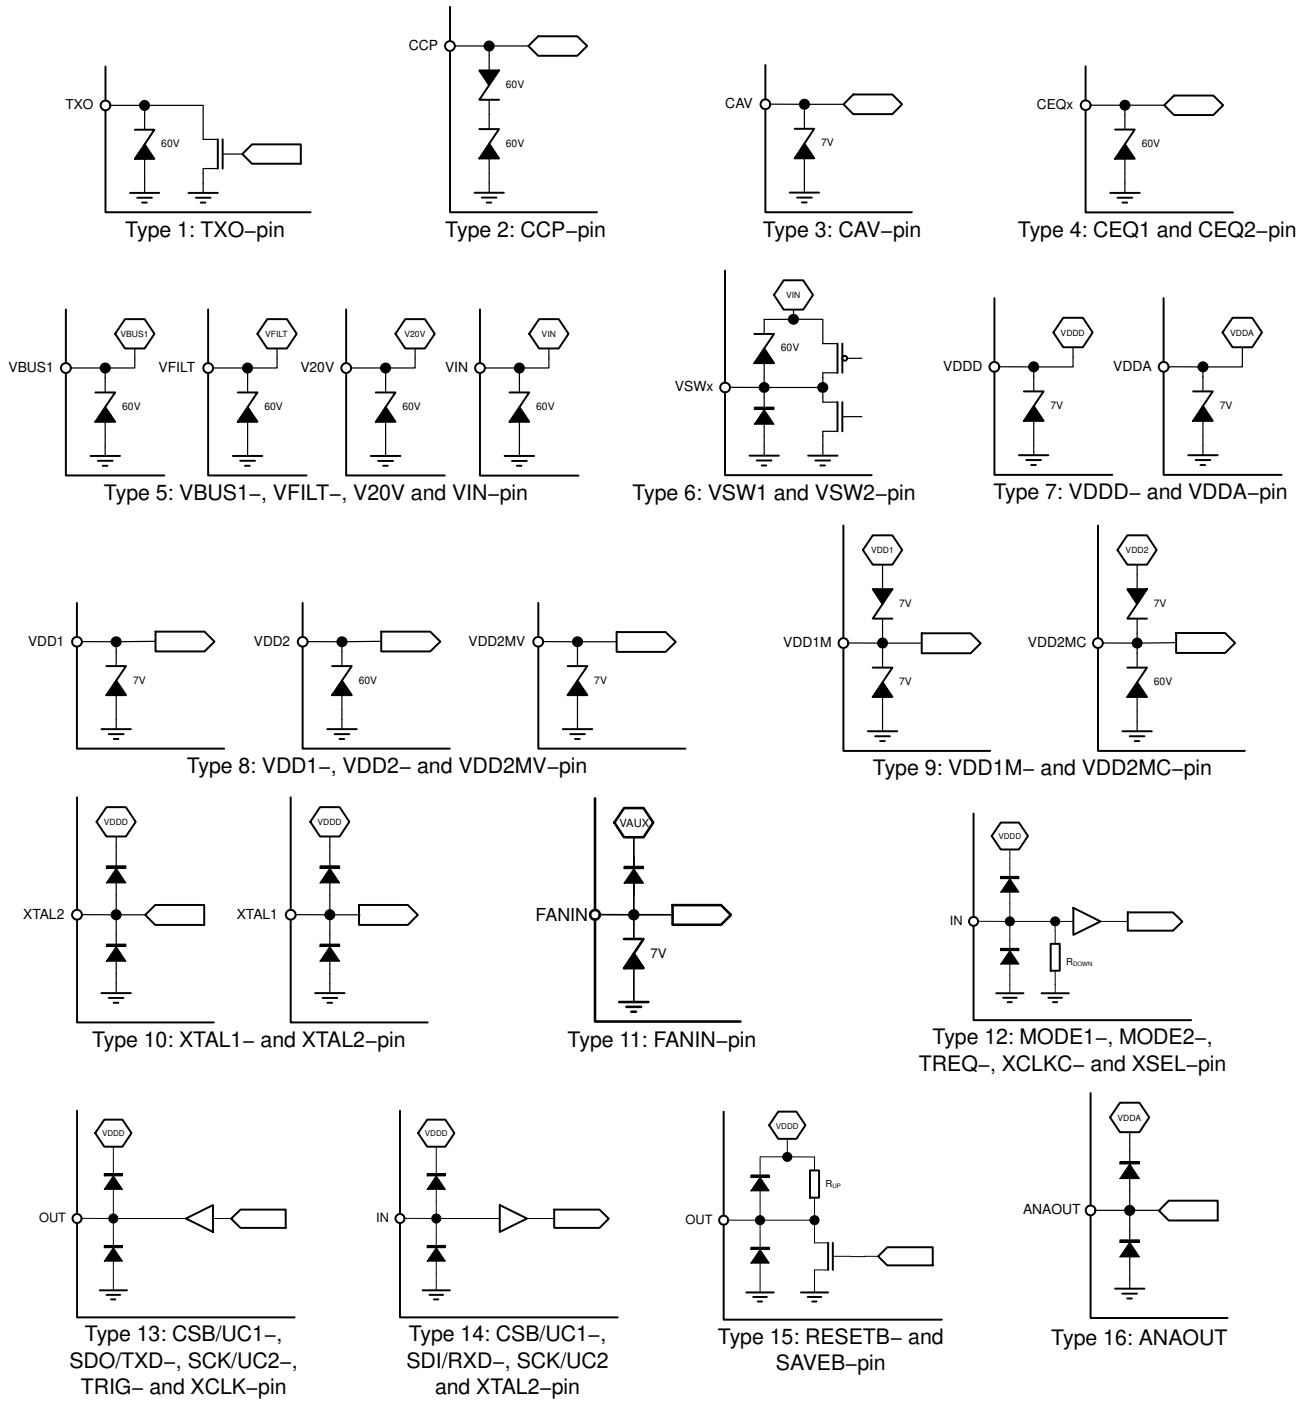 TXO
60V
Type 1: TXO–pin
CCP
60V
60V
Type 2: CCP–pin
CAV
7V
Type 3: CAV–pin
CEQx
60V
Type 4: CEQ1 and CEQ2–pin
VBUS1
VBUS1
60V
VFILT
VFILT
60V
V20V
V20V
60V
VIN
VIN
60V
Type 5: VBUS1–, VFILT–, V20V and VIN–pin
VIN
60V
VSWx
Type 6: VSW1 and VSW2–pin
VDDD
VDDD
7V
VDDA
VDDA
7V
Type 7: VDDD– and VDDA–pin
VDD1
7V
VDD2
60V
VDD2MV
7V
Type 8: VDD1–, VDD2– and VDD2MV–pin
VDD1
7V
VDD1M
7V
VDD2
7V
VDD2MC
60V
Type 9: VDD1M– and VDD2MC–pin
VDDD
XTAL2
VDDD
XTAL1
Type 10: XTAL1– and XTAL2–pin
VAUX
FANIN
7V
Type 11: FANIN–pin
VDDD
IN
RDOWN
Type 12: MODE1–, MODE2–,
TREQ–, XCLKC– and XSEL–pin
VDDD
OUT
Type 13: CSB/UC1–,
SDO/TXD–, SCK/UC2–,
TRIG– and XCLK–pin
VDDD
IN
Type 14: CSB/UC1–,
SDI/RXD–, SCK/UC2
and XTAL2–pin
VDDD
RUP
OUT
Type 15: RESETB– and
SAVEB–pin
VDDA
ANAOUT
Type 16: ANAOUT